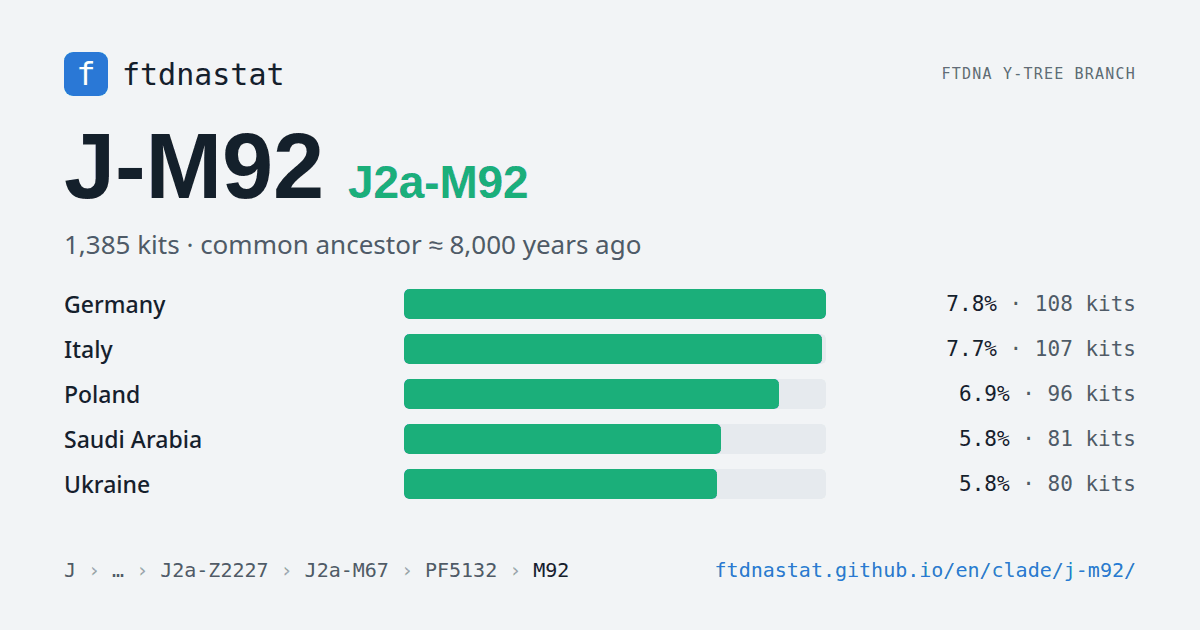 f ftdnastat
FTDNA Y-TREE BRANCH
J-M92 J2a-M92
1,385 kits · common ancestor ≈ 8,000 years ago
Germany 7.8% · 108 kits
Italy 7.7% · 107 kits
Poland 6.9% · 96 kits
Saudi Arabia 5.8% · 81 kits
Ukraine 5.8% · 80 kits
J › … › J2a-Z2227 › J2a-M67 › PF5132 › M92
ftdnastat.github.io/en/clade/j-m92/